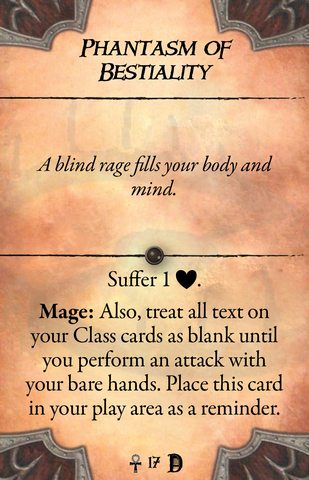 Phantasm of
Bestiality
A blind rage fills your body and
mind.
Suffer 1 ♥.
Mage: Also, treat all text on
your Class cards as blank until
you perform an attack with
your bare hands. Place this card
in your play area as a reminder.
17 D